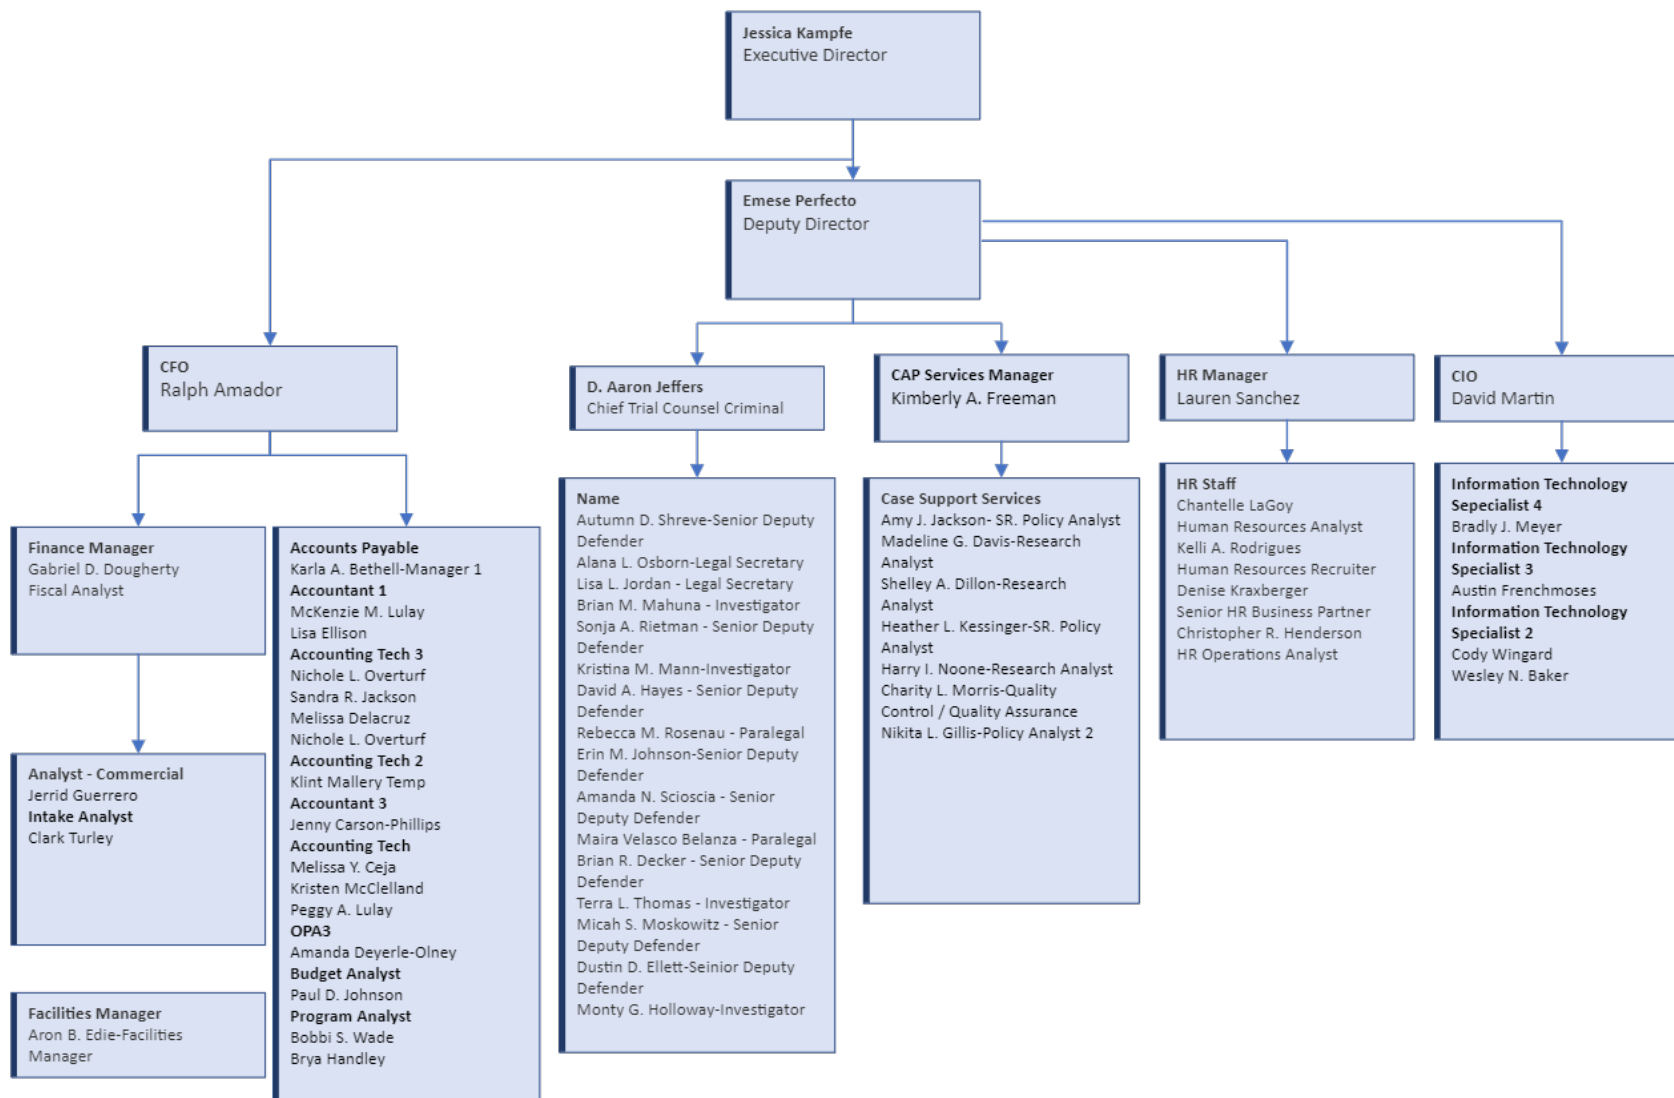 Jessica Kampfe
Executive Director
Emese Perfecto
Deputy Director
CFO
Ralph Amador
D. Aaron Jeffers
Chief Trial Counsel Criminal
CAP Services Manager
Kimberly A. Freeman
HR Manager
Lauren Sanchez
CIO
David Martin
Finance Manager
Gabriel D. Dougherty
Fiscal Analyst
Analyst - Commercial
Jerrid Guerrero
Intake Analyst
Clark Turley
Facilities Manager
Aron B. Edie-Facilities
Manager
Accounts Payable
Karla A. Bethell-Manager 1
Accountant 1
McKenzie M. Lulay
Lisa Ellison
Accounting Tech 3
Nichole L. Overturf
Sandra R. Jackson
Melissa Delacruz
Nichole L. Overturf
Accounting Tech 2
Klint Mallery Temp
Accountant 3
Jenny Carson-Phillips
Accounting Tech
Melissa Y. Ceja
Kristen McClelland
Peggy A. Lulay
OPA3
Amanda Deyerle-Olney
Budget Analyst
Paul D. Johnson
Program Analyst
Bobbi S. Wade
Brya Handley
Name
Autumn D. Shreve-Senior Deputy
Defender
Alana L. Osborn-Legal Secretary
Lisa L. Jordan - Legal Secretary
Brian M. Mahuna - Investigator
Sonja A. Rietman - Senior Deputy
Defender
Kristina M. Mann-Investigator
David A. Hayes - Senior Deputy
Defender
Rebecca M. Rosenau - Paralegal
Erin M. Johnson-Senior Deputy
Defender
Amanda N. Scioscia - Senior
Deputy Defender
Maira Velasco Belanza - Paralegal
Brian R. Decker - Senior Deputy
Defender
Terra L. Thomas - Investigator
Micah S. Moskowitz - Senior
Deputy Defender
Dustin D. Ellett-Seinior Deputy
Defender
Monty G. Holloway-Investigator
Case Support Services
Amy J. Jackson- SR. Policy Analyst
Madeline G. Davis-Research
Analyst
Shelley A. Dillon-Research
Analyst
Heather L. Kessinger-SR. Policy
Analyst
Harry I. Noone-Research Analyst
Charity L. Morris-Quality
Control / Quality Assurance
Nikita L. Gillis-Policy Analyst 2
HR Staff
Chantelle LaGoy
Human Resources Analyst
Kelli A. Rodrigues
Human Resources Recruiter
Denise Kraxberger
Senior HR Business Partner
Christopher R. Henderson
HR Operations Analyst
Information Technology
Sepecialist 4
Bradly J. Meyer
Information Technology
Specialist 3
Austin Frenchmoses
Information Technology
Specialist 2
Cody Wingard
Wesley N. Baker